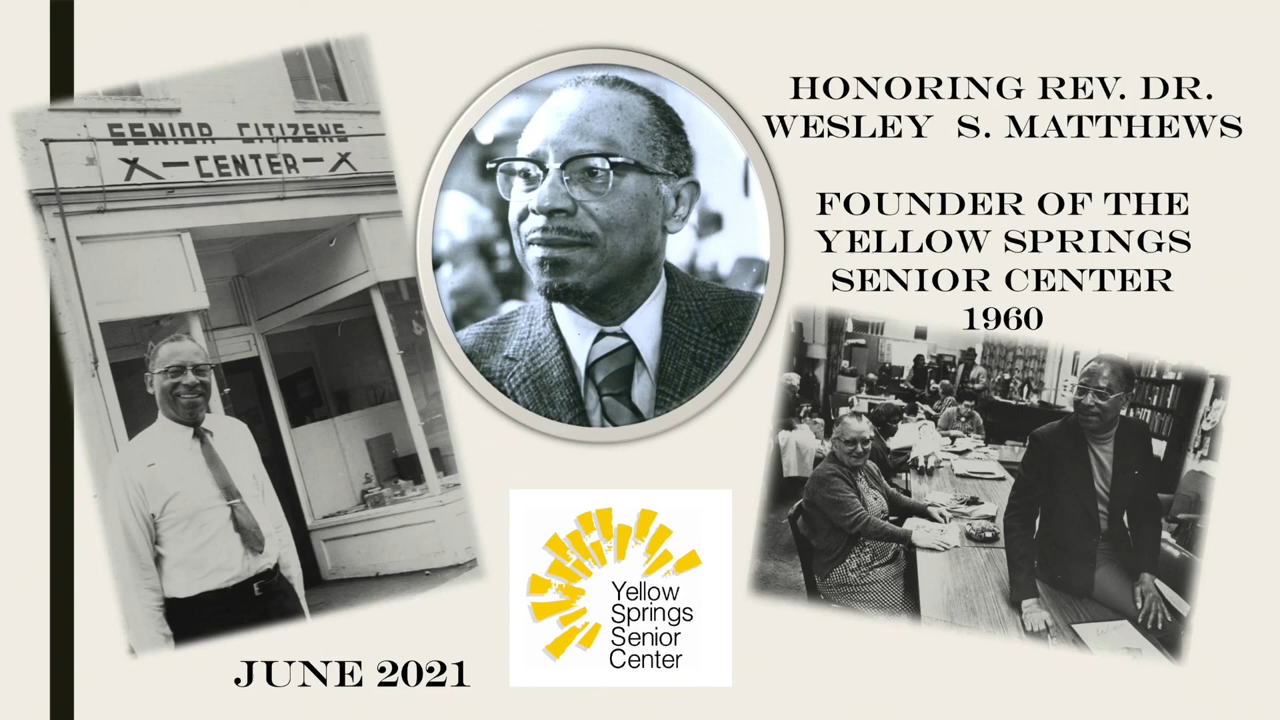 SENIOR CITIZENS
X-CENTER-X
HONORING REV. DR.
WESLEY S. MATTHEWS
FOUNDER OF THE
YELLOW SPRINGS
SENIOR CENTER
1960
Yellow
Springs
Senior
Center
JUNE 2021